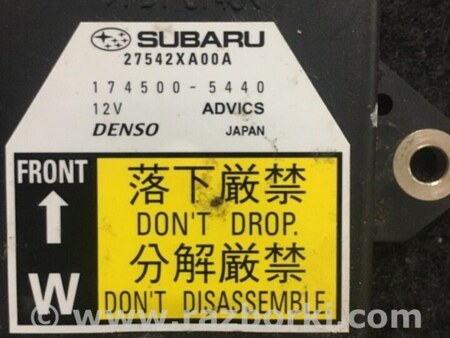 SUBARU
27542XA00A
174500-5440
12V ADVICS
DENSO JAPAN
FRONT
落下厳禁
DON'T DROP.
分解厳禁
W
DON'T DISASSEMBLE.
© www.razborki.com